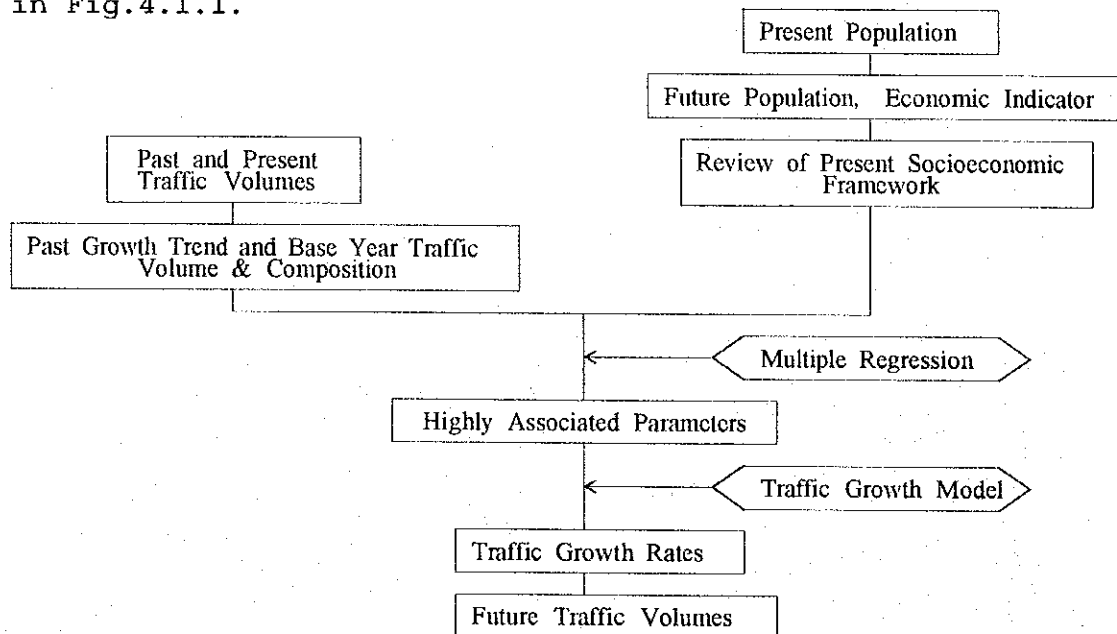 in Fig.4.1.1.
Present Population
Future Population, Economic Indicator
Past and Present
Traffic Volumes
Review of Present Socioeconomic
Framework
Past Growth Trend and Base Year Traffic
Volume & Composition
Multiple Regression
Highly Associated Parameters
Traffic Growth Model
Traffic Growth Rates
Future Traffic Volumes